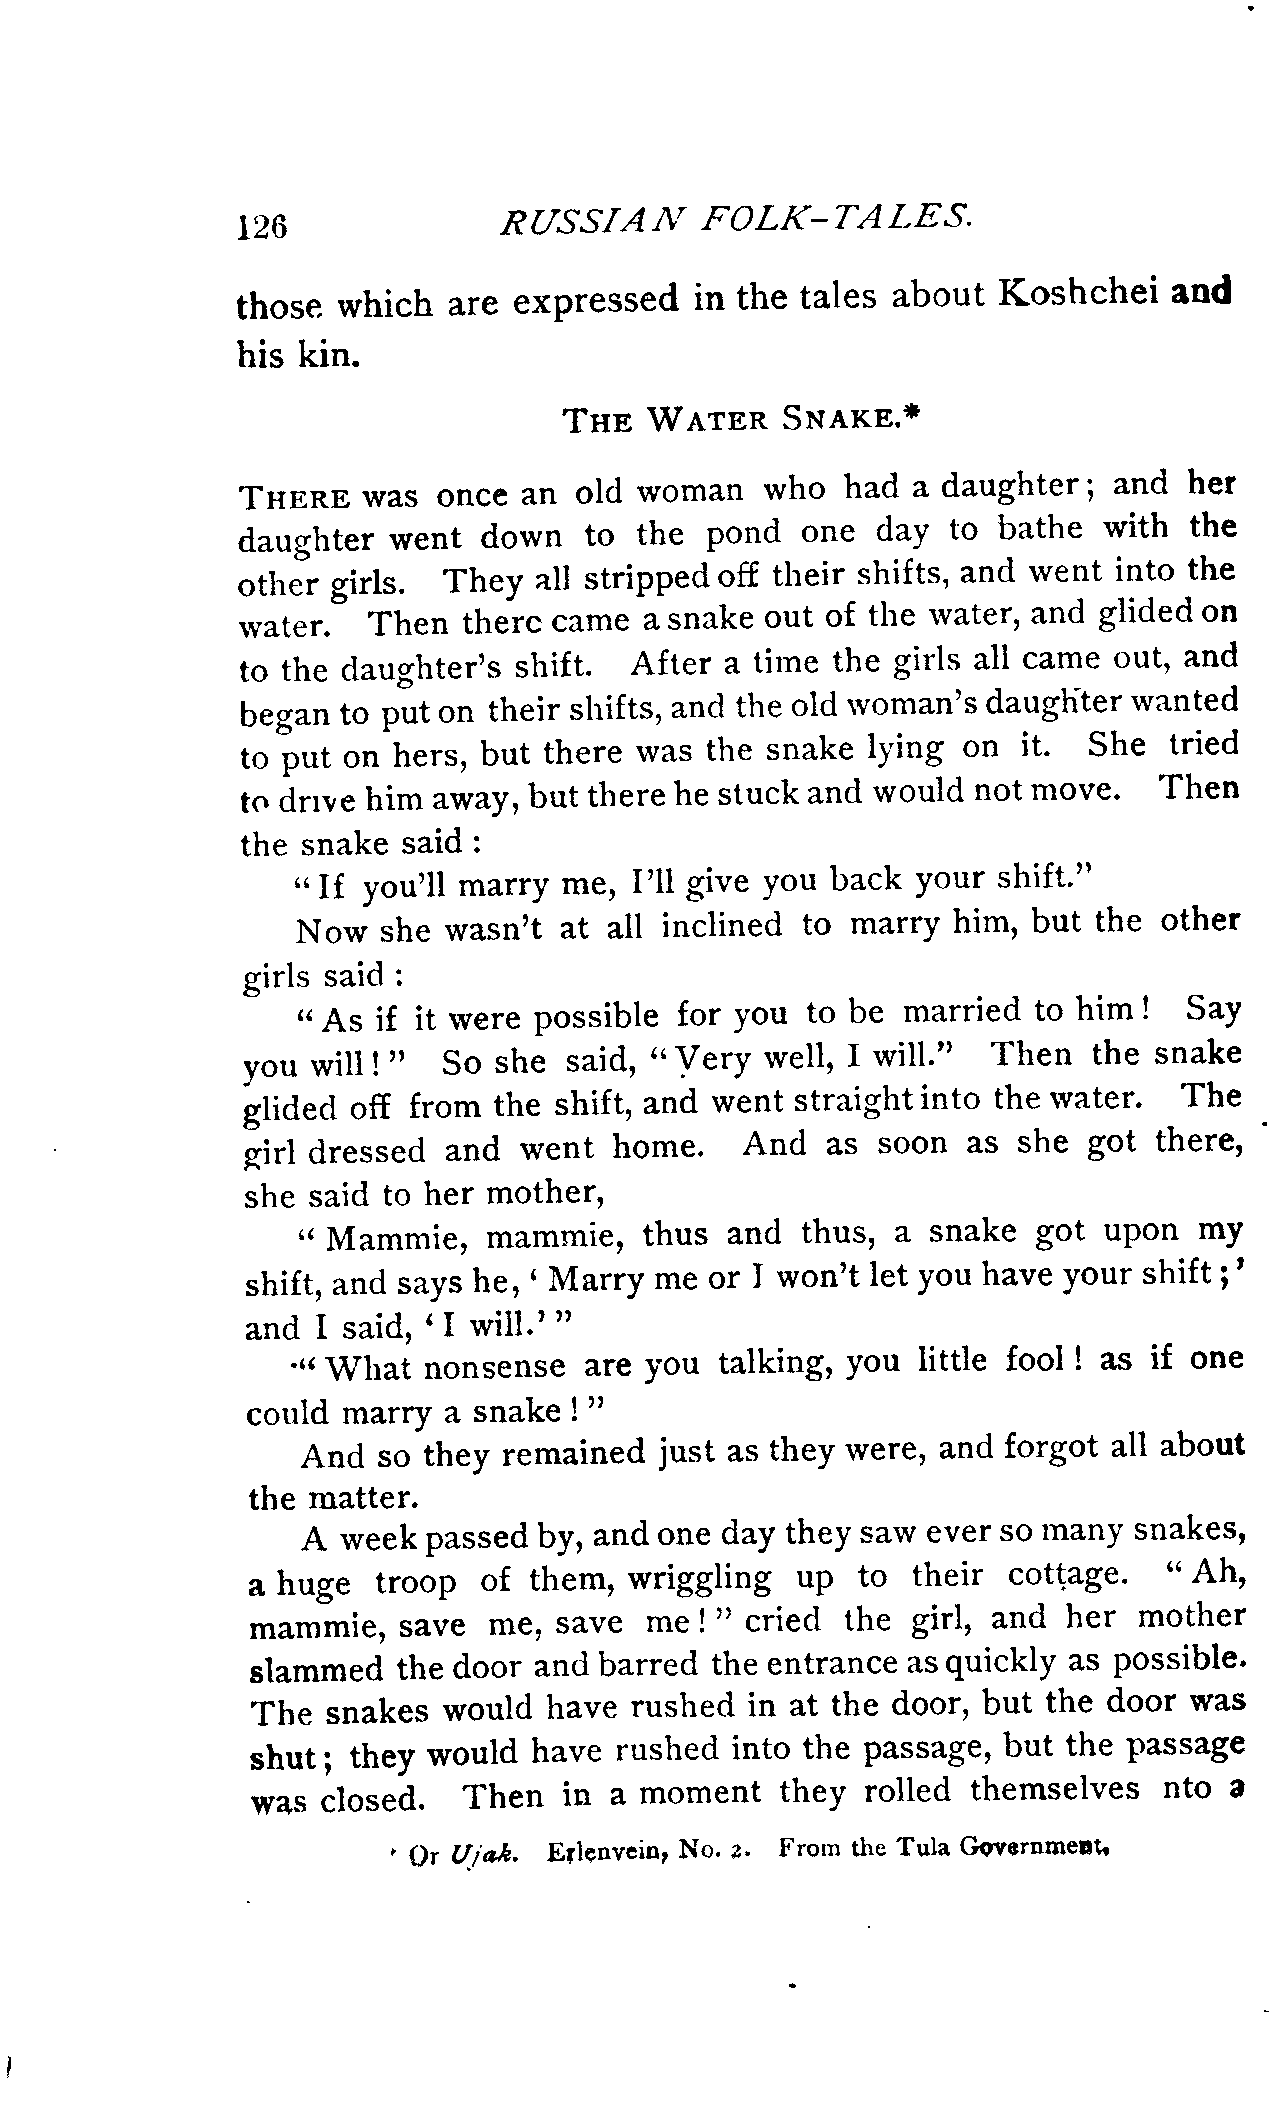 126 RUSSIAN FOLK-TALES.
those which are expressed in the tales about Koshchei and
his kin.
THE WATER SNAKE.*
THERE was once an old woman who had a daughter; and her
daughter went down to the pond one day to bathe with the
other girls. They all stripped off their shifts, and went into the
water. Then there came a snake out of the water, and glided on
to the daughter's shift. After a time the girls all came out, and
began to put on their shifts, and the old woman's daughter wanted
to put on hers, but there was the snake lying on it. She tried
to drive him away, but there he stuck and would not move. Then
the snake said :
"If you'll marry me, I'll give you back your shift."
Now she wasn't at all inclined to marry him, but the other
girls said :
"As if it were possible for you to be married to him! Say
you will!" So she said, "Very well, I will." Then the snake
glided off from the shift, and went straight into the water. The
girl dressed and went home. And as soon as she got there,
she said to her mother,
"Mammie, mammie, thus and thus, a snake got upon my
shift, and says he, 'Marry me or I won't let you have your shift;'
and I said, 'I will.'"
"What nonsense are you talking, you little fool! as if one
could marry a snake!"
And so they remained just as they were, and forgot all about
the matter.
A week passed by, and one day they saw ever so many snakes,
a huge troop of them, wriggling up to their cottage. "Ah,
mammie, save me, save me!" cried the girl, and her mother
slammed the door and barred the entrance as quickly as possible.
The snakes would have rushed in at the door, but the door was
shut; they would have rushed into the passage, but the passage
was closed. Then in a moment they rolled themselves nto a
* Or Ujak. Erlenvein, No. 2. From the Tula Government.